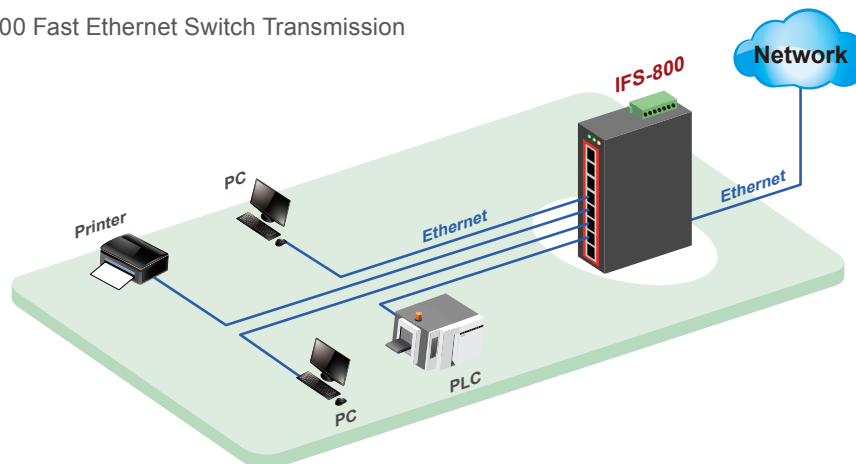 00 Fast Ethernet Switch Transmission
Network
IFS-800
PC
Ethernet
Ethernet
Printer
PLC
PC